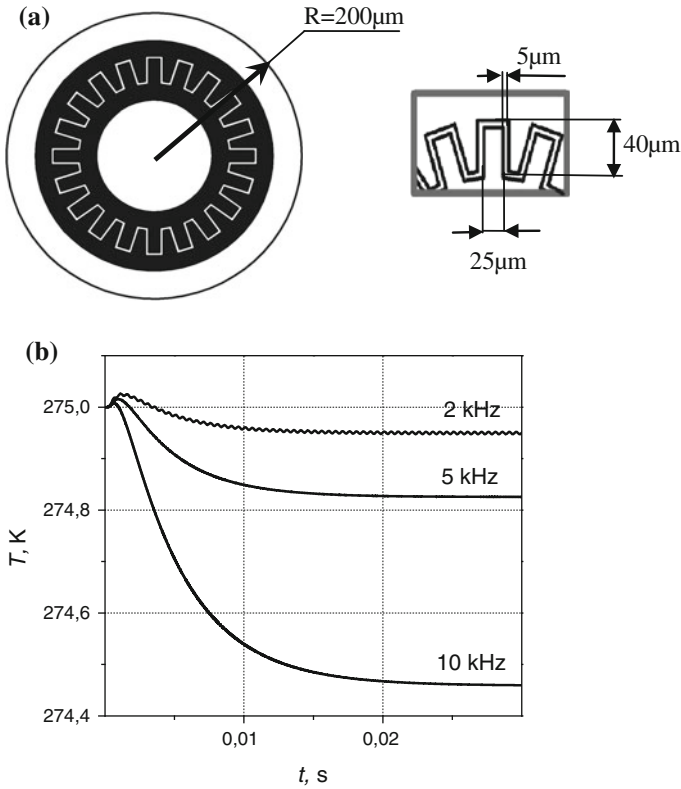 (a)
R=200µm
5µm
40µm
25µm
(b)
275,0
274,8
274,6
274,4
T, K
2 kHz
5 kHz
10 kHz
0,01
0,02
t, s